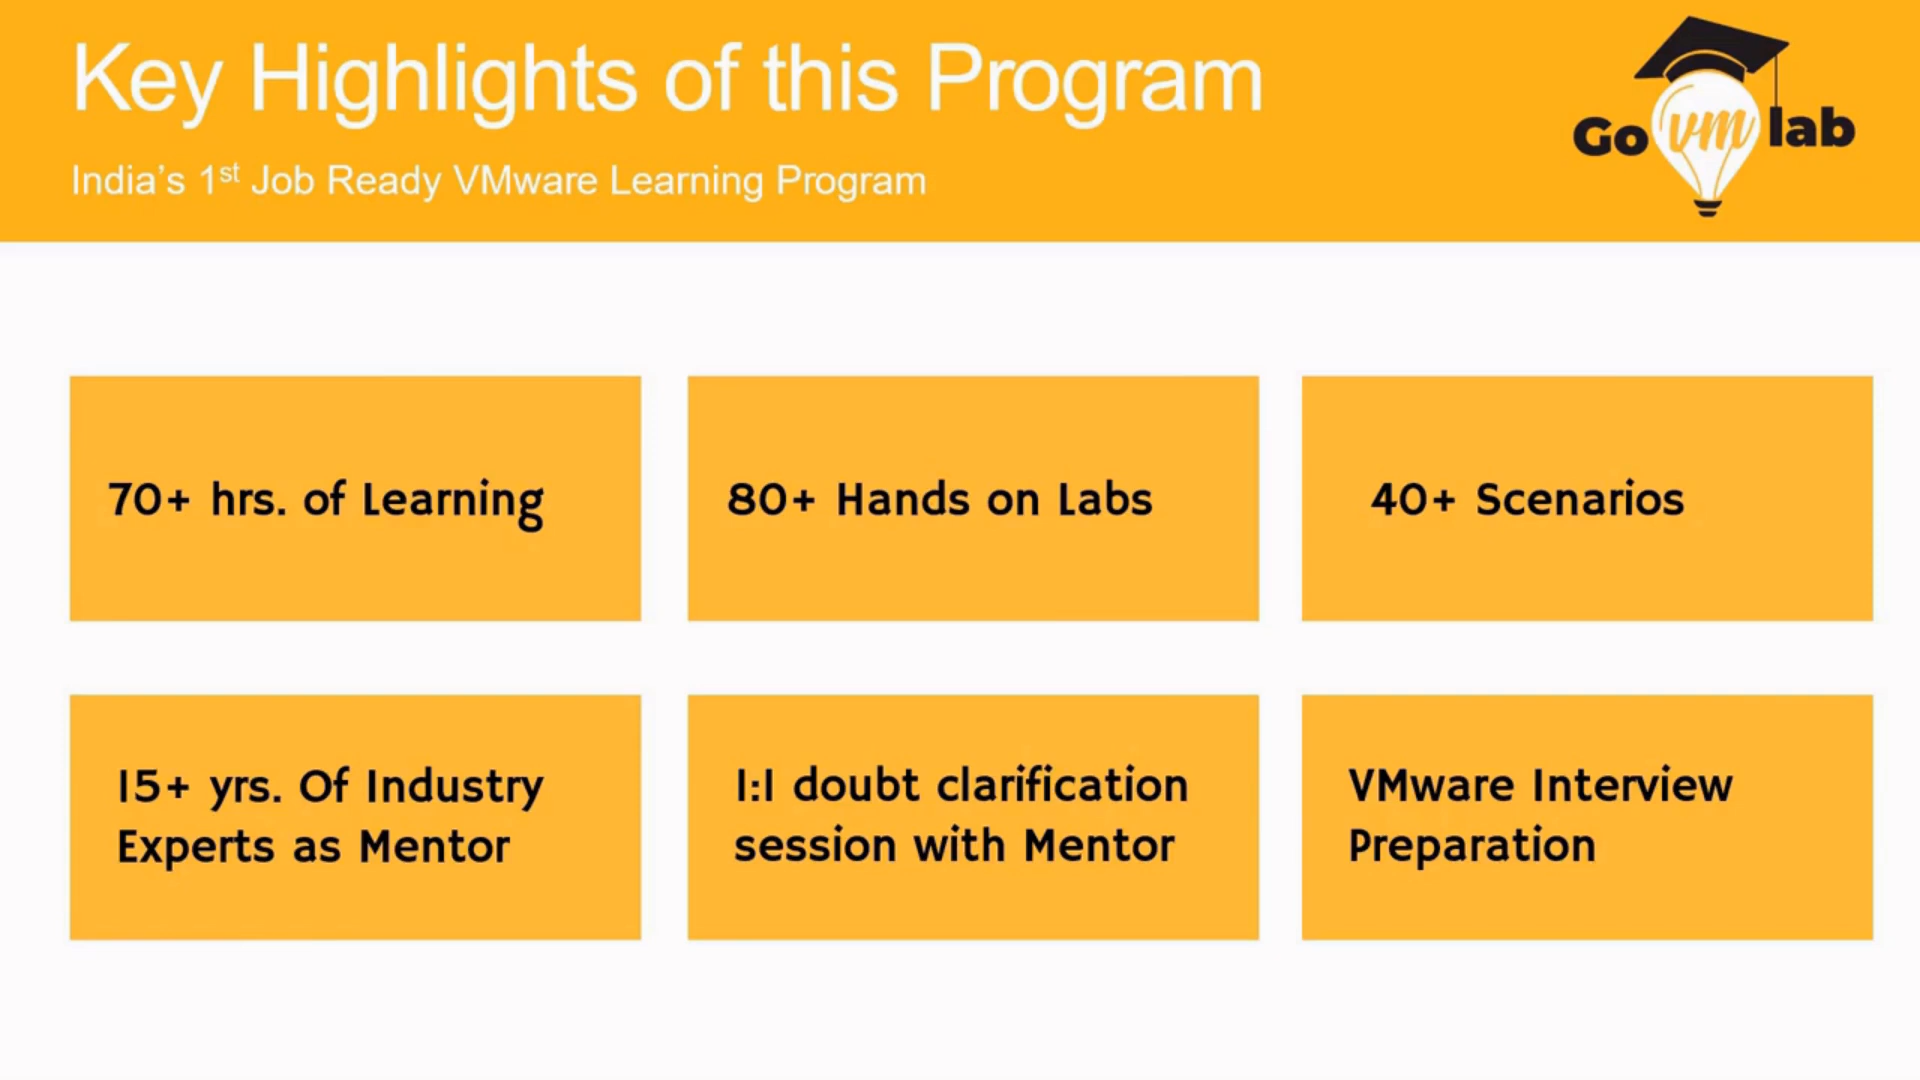 Key Highlights of this Program
India's 1st Job Ready VMware Learning Program
Go vm lab
70+ hrs. of Learning
80+ Hands on Labs
40+ Scenarios
15+ yrs. Of Industry
Experts as Mentor
1:1 doubt clarification
session with Mentor
VMware Interview
Preparation